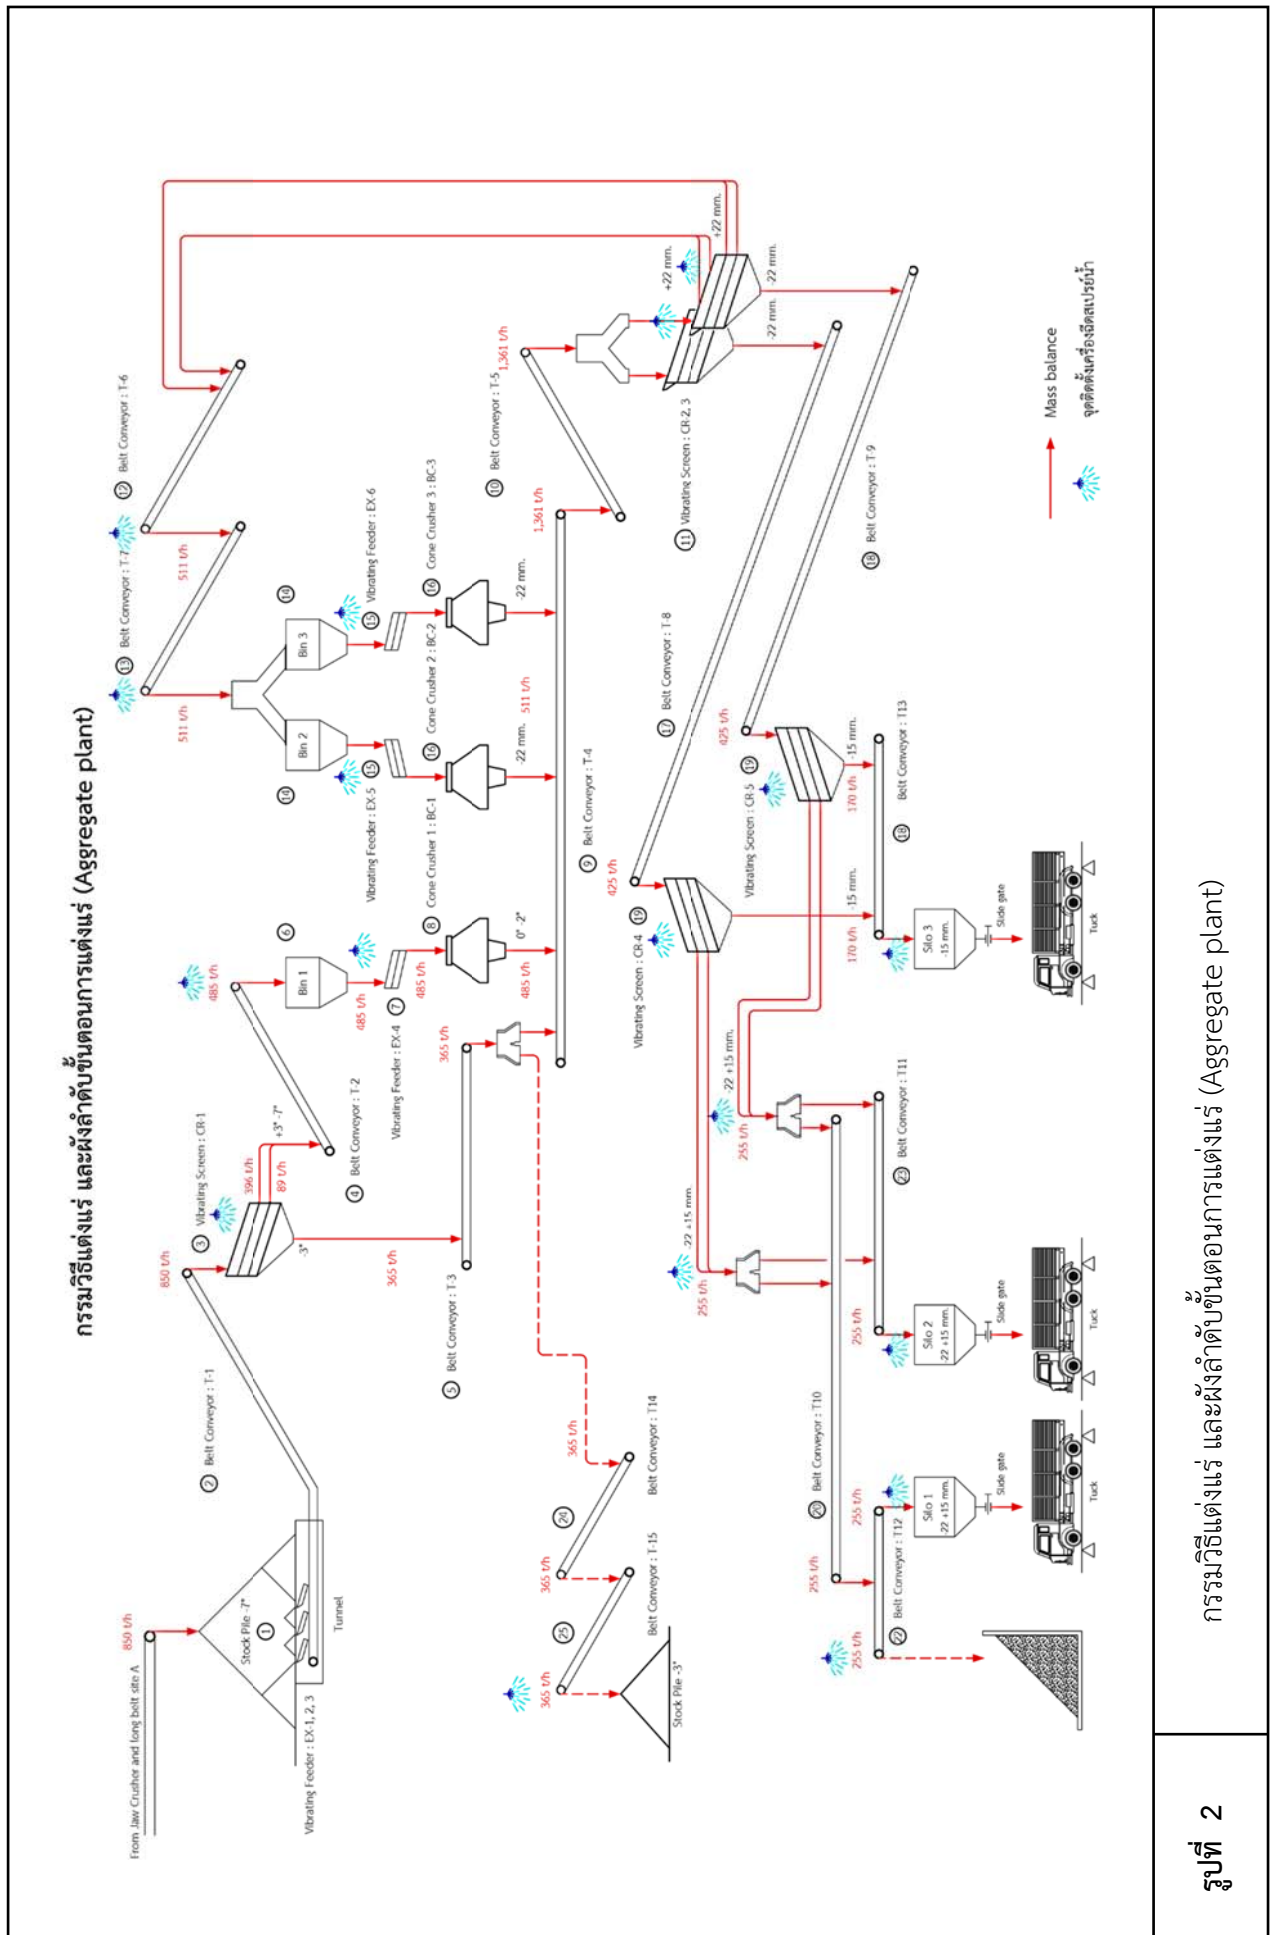 กรรมวิธีแต่งแร่ และผังลำดับขั้นตอนการแต่งแร่ (Aggregate plant)
From Jaw Crusher and long belt site A
850 t/h
Stock Pile -7"
1
Tunnel
Vibrating Feeder : EX-1, 2, 3
2 Belt Conveyor : T-1
850 t/h
3 Vibrating Screen : CR-1
396 t/h
89 t/h
+3" -7"
-3"
4 Belt Conveyor : T-2
365 t/h
5 Belt Conveyor : T-3
365 t/h
485 t/h
Bin 1
6
485 t/h
7
Vibrating Feeder : EX-4
485 t/h
8 Cone Crusher 1 : BC-1
0" -2"
485 t/h
9 Belt Conveyor : T-4
12 Belt Conveyor : T-6
511 t/h
13 Belt Conveyor : T-7
511 t/h
14
Bin 2
14
Bin 3
15
Vibrating Feeder : EX-5
15
Vibrating Feeder : EX-6
16 Cone Crusher 2 : BC-2
16 Cone Crusher 3 : BC-3
-22 mm.
-22 mm.
511 t/h
1,361 t/h
10 Belt Conveyor : T-5
1,361 t/h
11 Vibrating Screen : CR-2, 3
+22 mm.
+22 mm.
-22 mm.
-22 mm.
17 Belt Conveyor : T-8
18 Belt Conveyor : T-9
425 t/h
425 t/h
19
Vibrating Screen : CR-4
19
Vibrating Screen : CR-5
-15 mm.
-15 mm.
170 t/h
170 t/h
18 Belt Conveyor : T13
Silo 3
-15 mm.
Slide gate
Tuck
-22 +15 mm.
255 t/h
-22 +15 mm.
255 t/h
23 Belt Conveyor : T11
255 t/h
Silo 2
-22 +15 mm.
Slide gate
Tuck
20 Belt Conveyor : T10
255 t/h
255 t/h
22 Belt Conveyor : T12
255 t/h
Silo 1
-22 +15 mm.
Slide gate
Tuck
365 t/h
24
Belt Conveyor : T14
365 t/h
25
Belt Conveyor : T-15
365 t/h
Stock Pile -3"
Mass balance
จุดติดตั้งเครื่องฉีดสเปรย์น้ำ
รูปที่ 2
กรรมวิธีแต่งแร่ และผังลำดับขั้นตอนการแต่งแร่ (Aggregate plant)